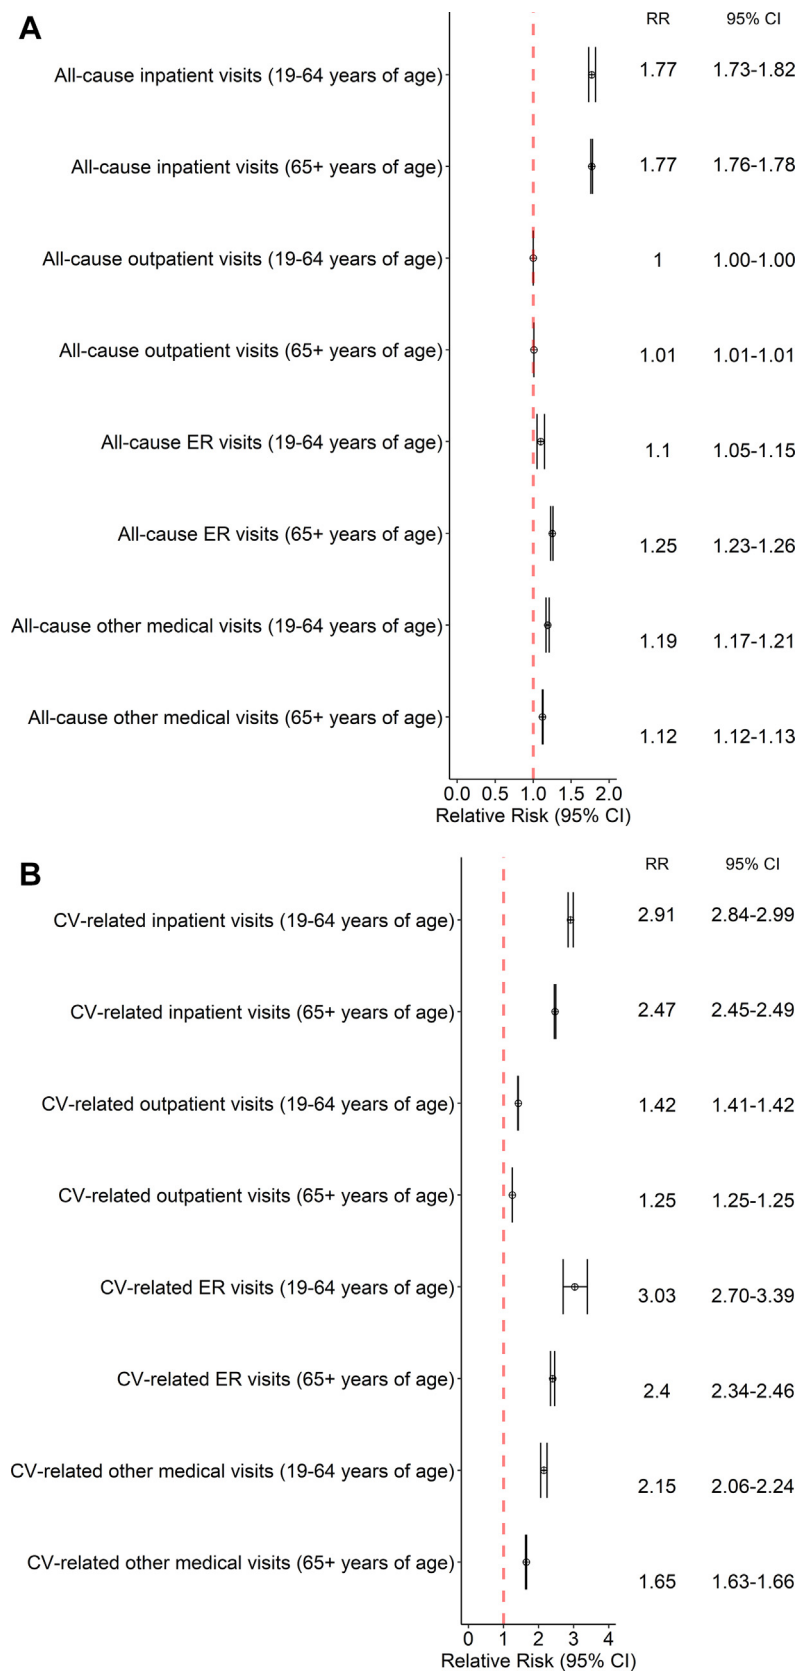 A
RR 95% CI
All-cause inpatient visits (19-64 years of age) 1.77 1.73-1.82
All-cause inpatient visits (65+ years of age) 1.77 1.76-1.78
All-cause outpatient visits (19-64 years of age) 1 1.00-1.00
All-cause outpatient visits (65+ years of age) 1.01 1.01-1.01
All-cause ER visits (19-64 years of age) 1.1 1.05-1.15
All-cause ER visits (65+ years of age) 1.25 1.23-1.26
All-cause other medical visits (19-64 years of age) 1.19 1.17-1.21
All-cause other medical visits (65+ years of age) 1.12 1.12-1.13
0.0 0.5 1.0 1.5 2.0
Relative Risk (95% CI)
B
RR 95% CI
CV-related inpatient visits (19-64 years of age) 2.91 2.84-2.99
CV-related inpatient visits (65+ years of age) 2.47 2.45-2.49
CV-related outpatient visits (19-64 years of age) 1.42 1.41-1.42
CV-related outpatient visits (65+ years of age) 1.25 1.25-1.25
CV-related ER visits (19-64 years of age) 3.03 2.70-3.39
CV-related ER visits (65+ years of age) 2.4 2.34-2.46
CV-related other medical visits (19-64 years of age) 2.15 2.06-2.24
CV-related other medical visits (65+ years of age) 1.65 1.63-1.66
0 1 2 3 4
Relative Risk (95% CI)